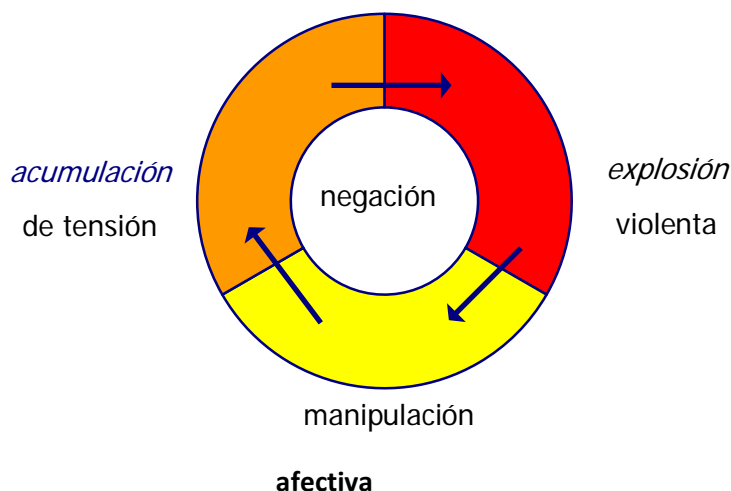 acumulación
de tensión
negación
explosión
violenta
manipulación
afectiva